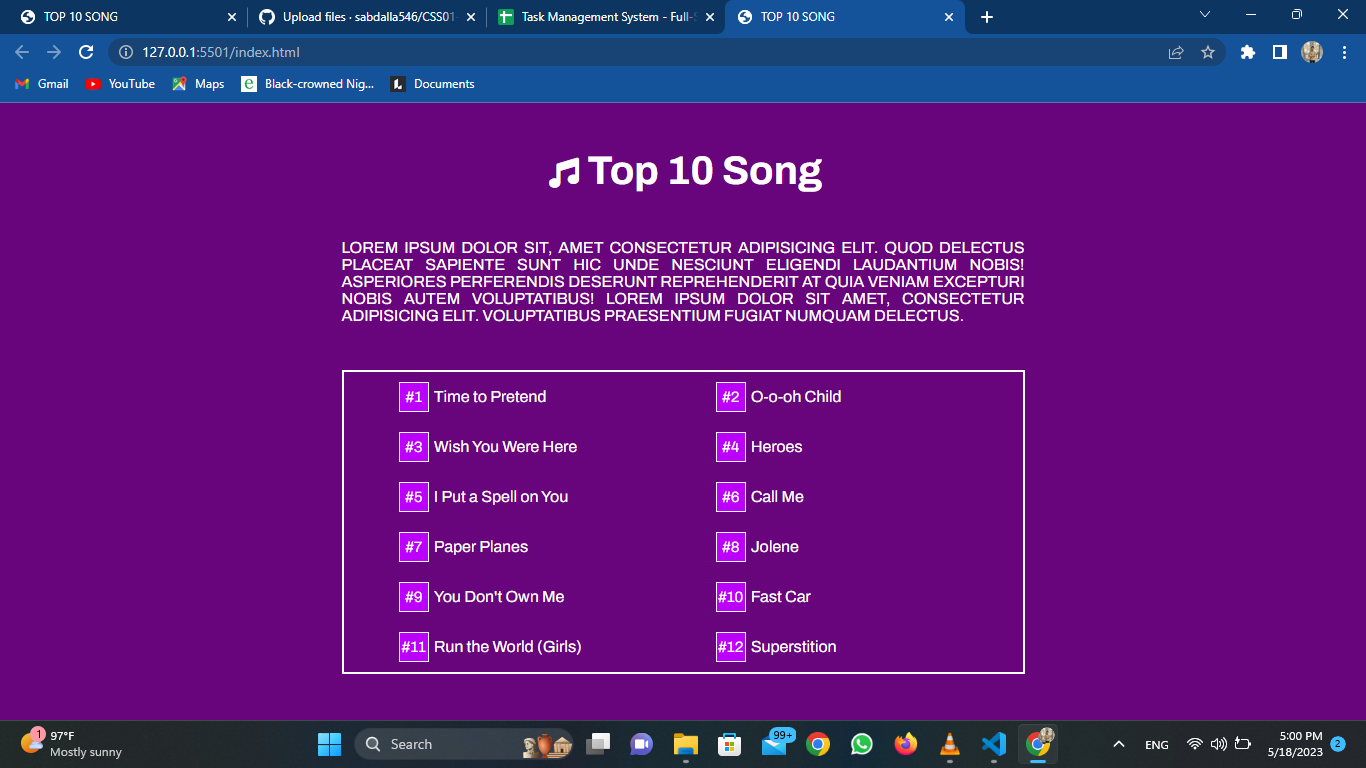 TOP 10 SONG
Upload files · sabdalla546/CSS01-
Task Management System - Full-S
TOP 10 SONG
127.0.0.1:5501/index.html
Gmail
YouTube
Maps
Black-crowned Nig...
Documents
Top 10 Song
LOREM IPSUM DOLOR SIT, AMET CONSECTETUR ADIPISICING ELIT. QUOD DELECTUS
PLACEAT SAPIENTE SUNT HIC UNDE NESCIUNT ELIGENDI LAUDANTIUM NOBIS!
ASPERIORES PERFERENDIS DESERUNT REPREHENDERIT AT QUIA VENIAM EXCEPTURI
NOBIS AUTEM VOLUPTATIBUS! LOREM IPSUM DOLOR SIT AMET, CONSECTETUR
ADIPISICING ELIT. VOLUPTATIBUS PRAESENTIUM FUGIAT NUMQUAM DELECTUS.
#1 Time to Pretend
#2 O-o-oh Child
#3 Wish You Were Here
#4 Heroes
#5 I Put a Spell on You
#6 Call Me
#7 Paper Planes
#8 Jolene
#9 You Don't Own Me
#10 Fast Car
#11 Run the World (Girls)
#12 Superstition
1
97°F
Mostly sunny
Search
99+
ENG
5:00 PM
5/18/2023
2